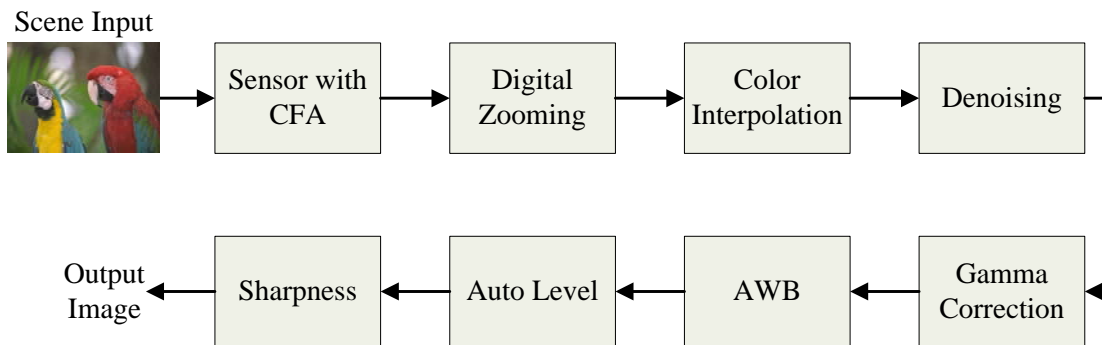 Scene Input
Sensor with
CFA
Digital
Zooming
Color
Interpolation
Denoising
Gamma
Correction
AWB
Auto Level
Sharpness
Output
Image